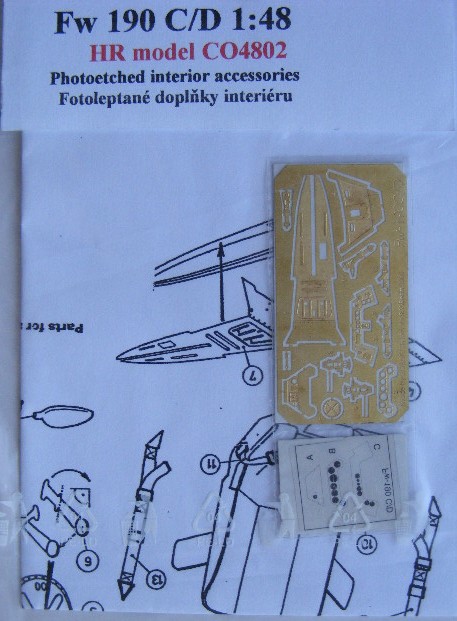 Fw 190 C/D 1:48
HR model CO4802
Photoetched interior accessories
Fotoleptané doplňky interiéru
Parts for
7
11
6
13
10
A
B
C
Fw-190 C/D